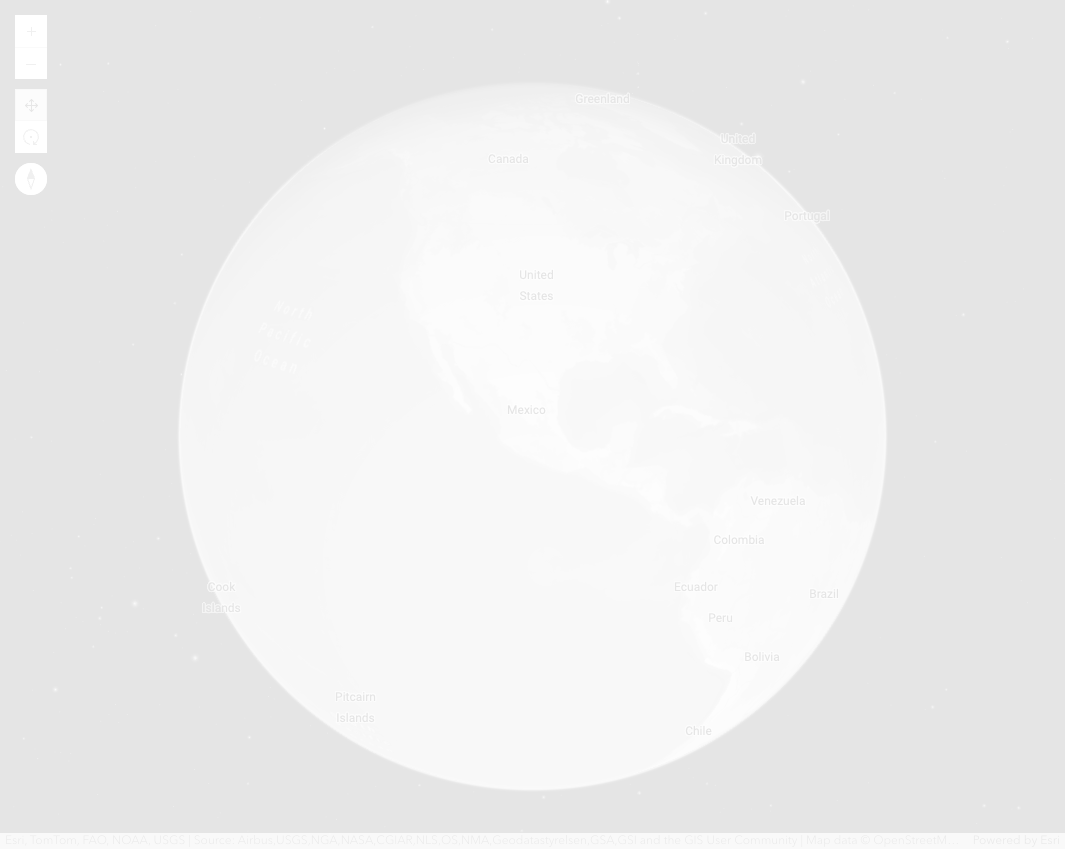 Greenland
United
Kingdom
Canada
Portugal
United
States
North
Pacific
Ocean
Mexico
Venezuela
Colombia
Cook
Islands
Ecuador
Brazil
Peru
Bolivia
Pitcairn
Islands
Chile
Esri, TomTom, FAO, NOAA, USGS | Source: Airbus,USGS,NGA,NASA,CGIAR,NLS,OS,NMA,Geodatastyrelsen,GSA,GSI and the GIS User Community | Map data © OpenStreetM... Powered by Esri